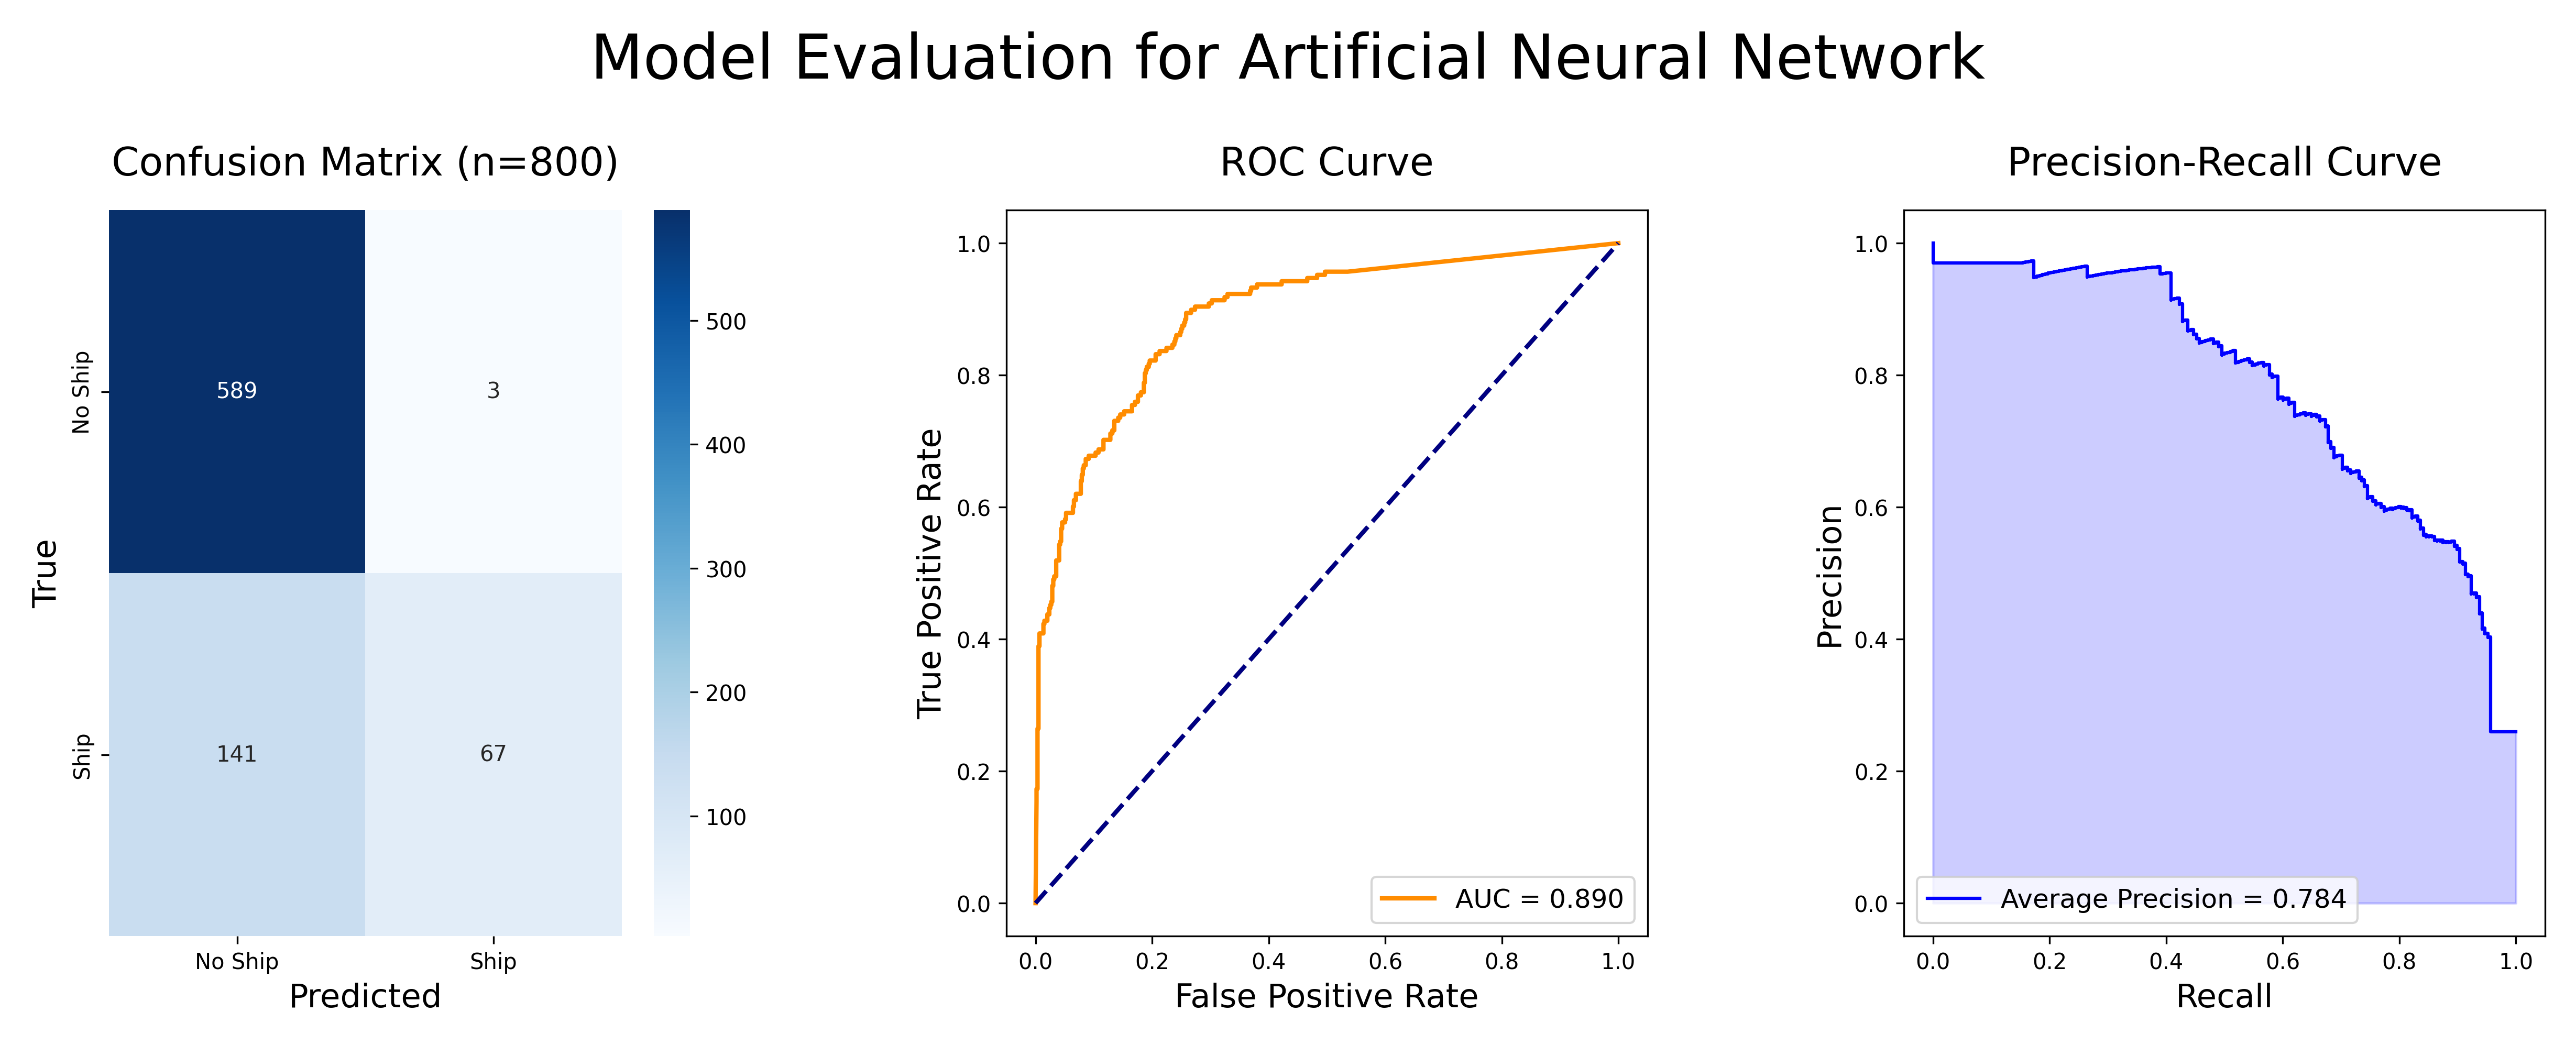 Model Evaluation for Artificial Neural Network
Confusion Matrix (n=800)
No Ship
Ship
True
589
3
141
67
No Ship
Ship
Predicted
500
400
300
200
100
ROC Curve
True Positive Rate
1.0
0.8
0.6
0.4
0.2
0.0
AUC = 0.890
0.0 0.2 0.4 0.6 0.8 1.0
False Positive Rate
Precision-Recall Curve
Precision
1.0
0.8
0.6
0.4
0.2
0.0
Average Precision = 0.784
0.0 0.2 0.4 0.6 0.8 1.0
Recall